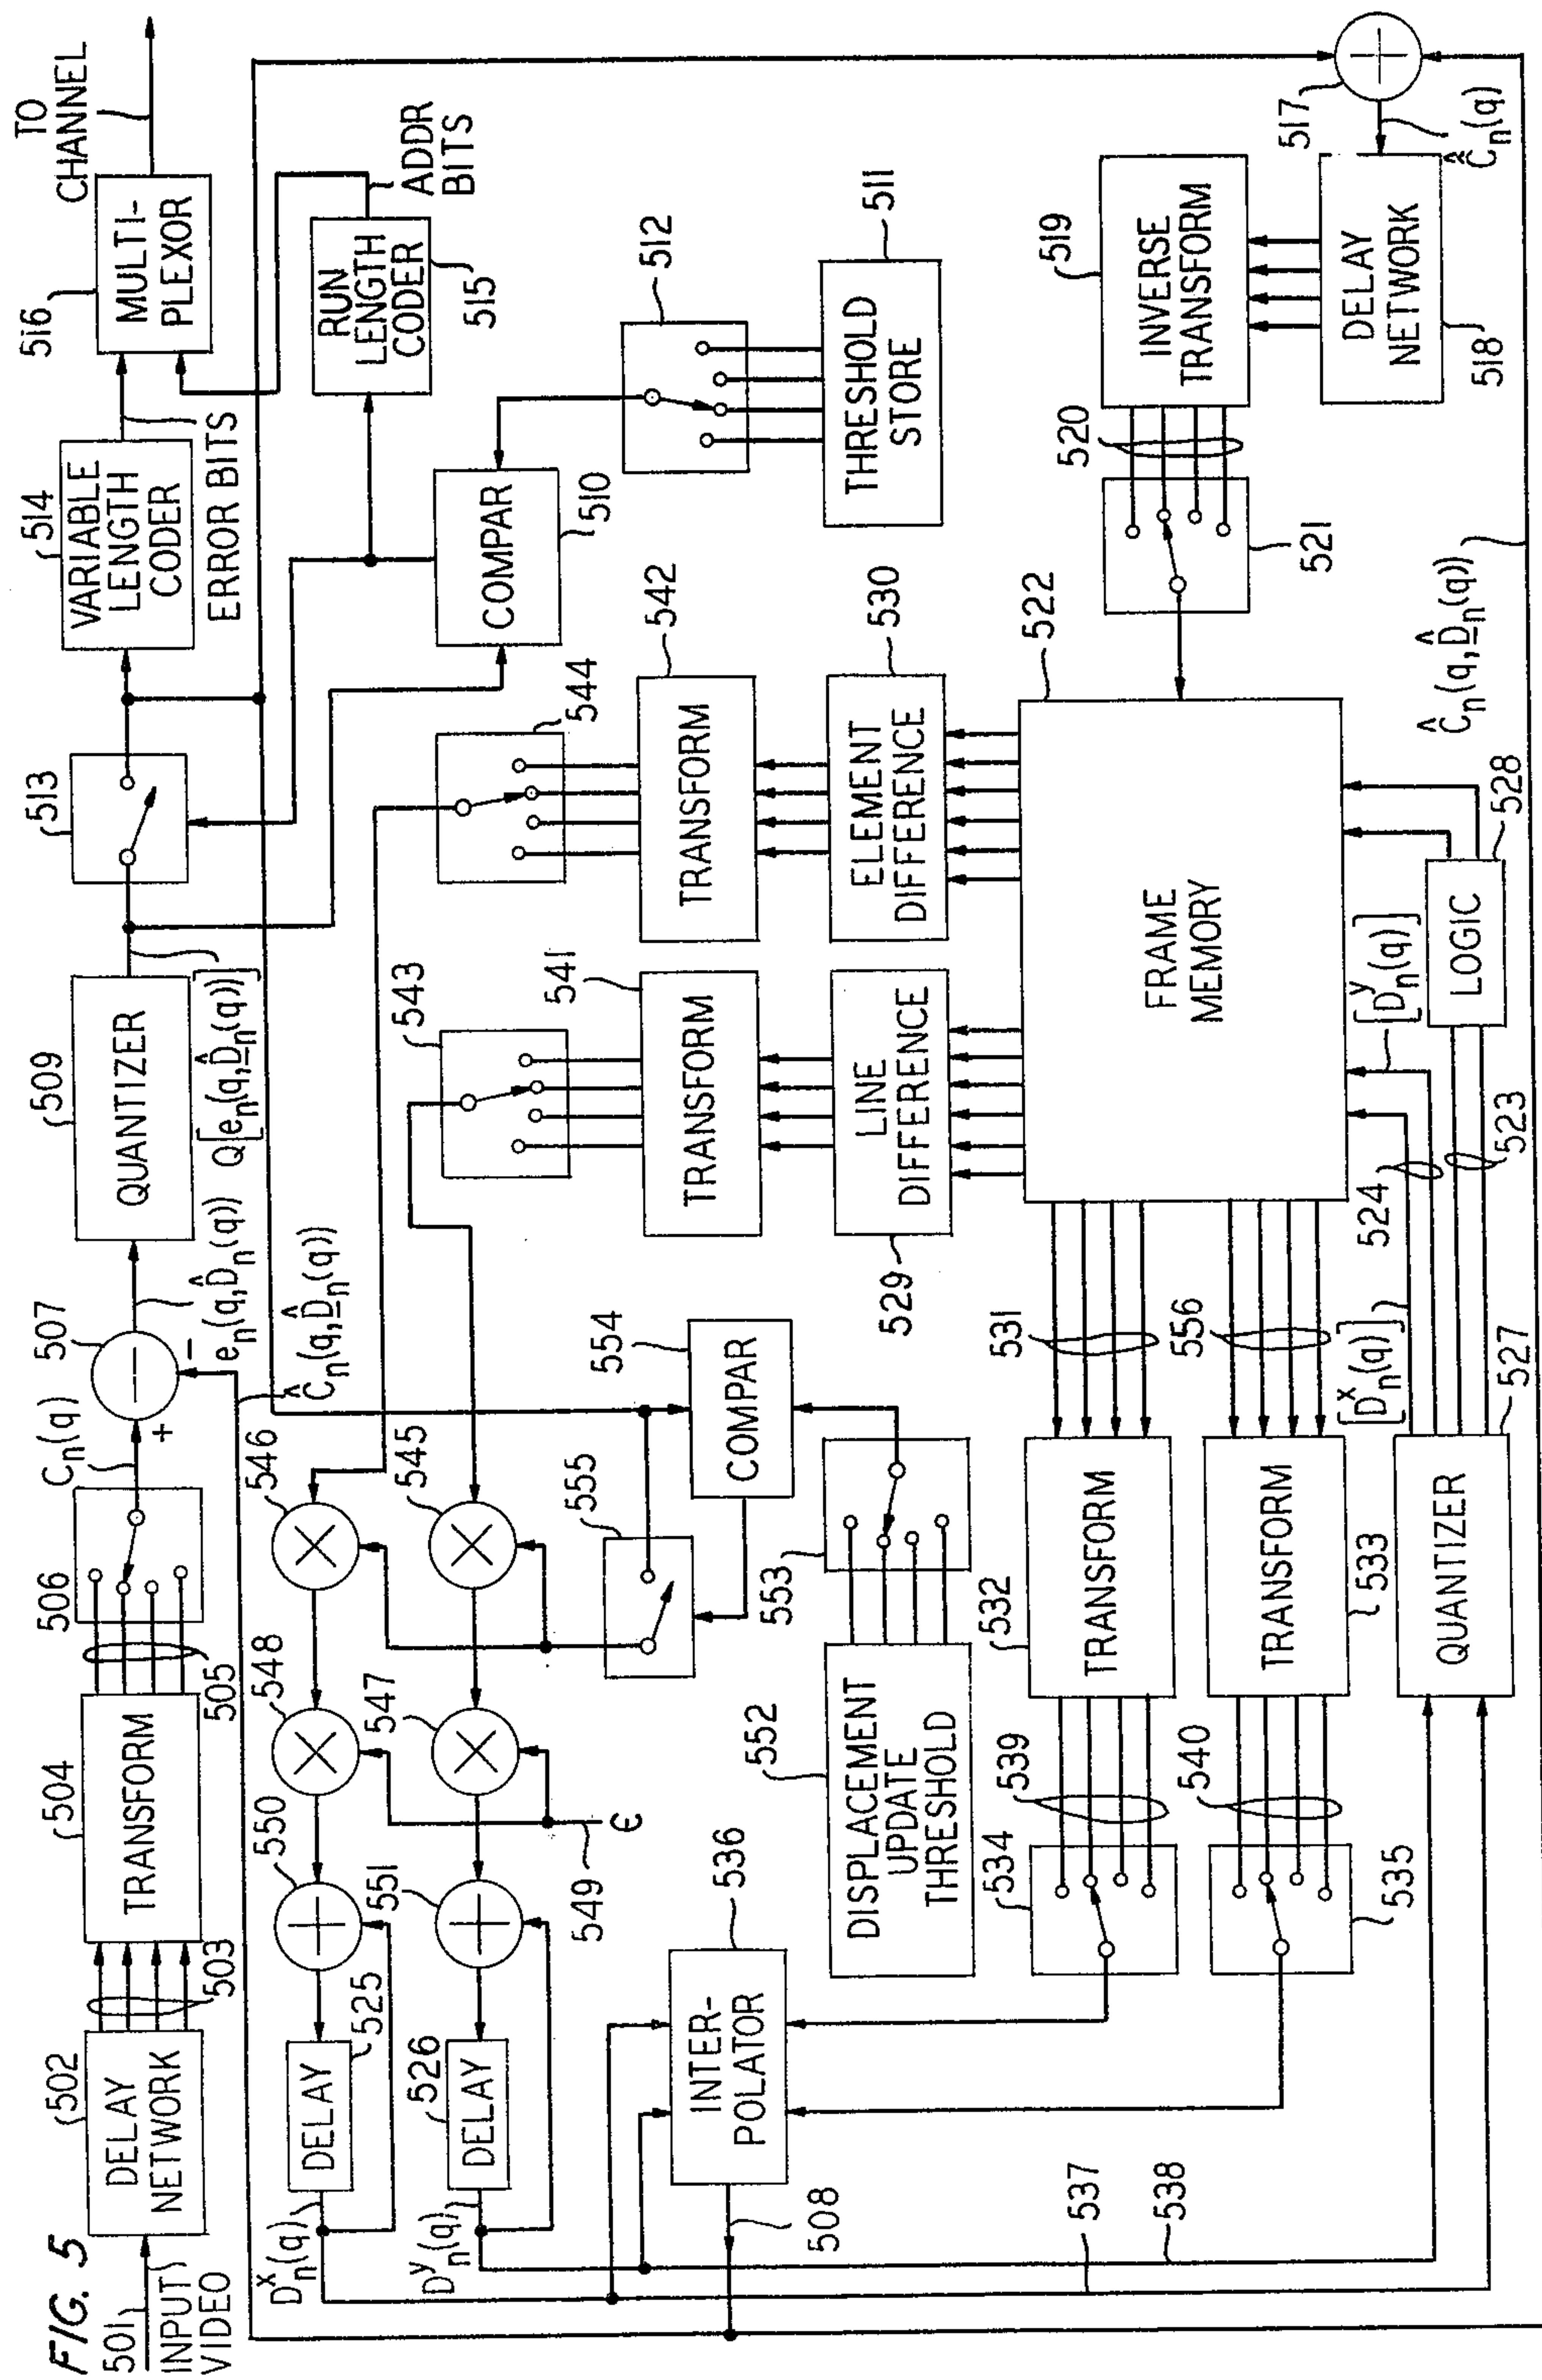 FIG. 5
501
INPUT
VIDEO
502
DELAY
NETWORK
503
504
TRANSFORM
505
506
Cn(q)
+
507
−
en(q,D̂n(q))
Ĉn(q,D̂n(q))
509
QUANTIZER
Q[en(q,D̂n(q))]
513
514
VARIABLE
LENGTH
CODER
ERROR BITS
516
MULTI-
PLEXOR
TO
CHANNEL
RUN
LENGTH
CODER
515
ADDR
BITS
510
COMPAR
512
511
THRESHOLD
STORE
Dnˣ(q)
DELAY
525
550
548
546
Dnʸ(q)
526
DELAY
551
547
545
549
ϵ
555
554
COMPAR
553
552
DISPLACEMENT
UPDATE
THRESHOLD
543
544
541
TRANSFORM
542
TRANSFORM
529
LINE
DIFFERENCE
530
ELEMENT
DIFFERENCE
522
FRAME
MEMORY
521
520
519
INVERSE
TRANSFORM
517
Ĉn(q)
DELAY
NETWORK
518
Ĉn(q,D̂n(q))
536
INTER-
POLATOR
508
537
538
534
539
532
TRANSFORM
531
535
540
533
TRANSFORM
556
QUANTIZER
527
[Dnˣ(q)]
524
523
[Dnʸ(q)]
LOGIC
528